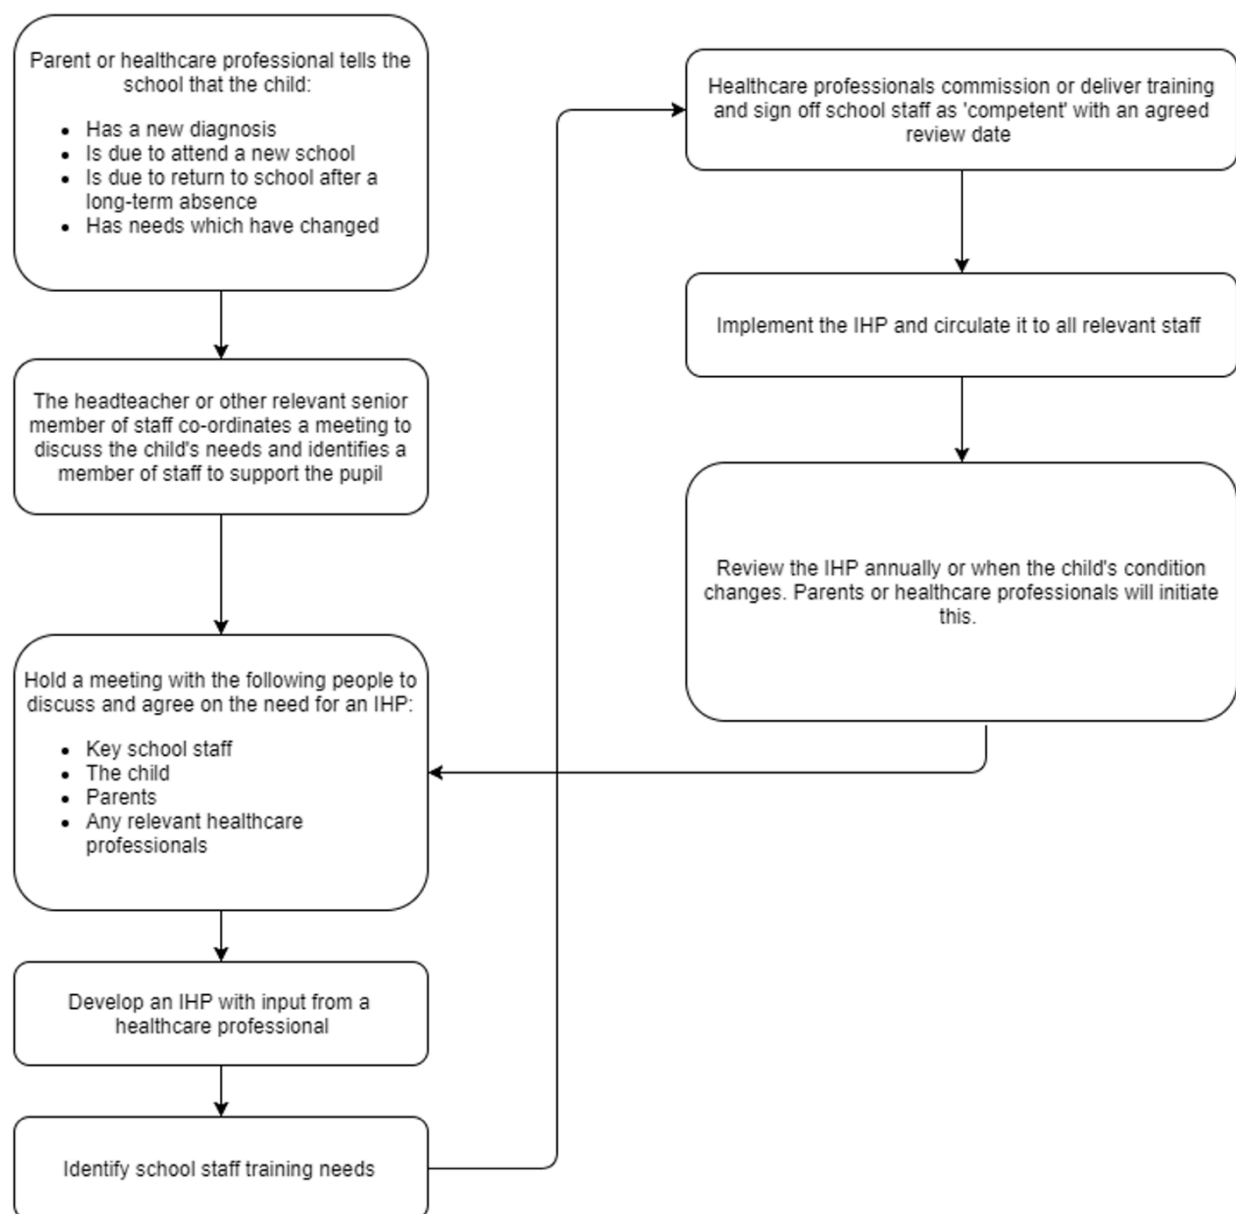 Parent or healthcare professional tells the
school that the child:
• Has a new diagnosis
• Is due to attend a new school
• Is due to return to school after a
long-term absence
• Has needs which have changed
The headteacher or other relevant senior
member of staff co-ordinates a meeting to
discuss the child's needs and identifies a
member of staff to support the pupil
Hold a meeting with the following people to
discuss and agree on the need for an IHP:
• Key school staff
• The child
• Parents
• Any relevant healthcare
professionals
Develop an IHP with input from a
healthcare professional
Identify school staff training needs
Healthcare professionals commission or deliver training
and sign off school staff as 'competent' with an agreed
review date
Implement the IHP and circulate it to all relevant staff
Review the IHP annually or when the child's condition
changes. Parents or healthcare professionals will initiate
this.